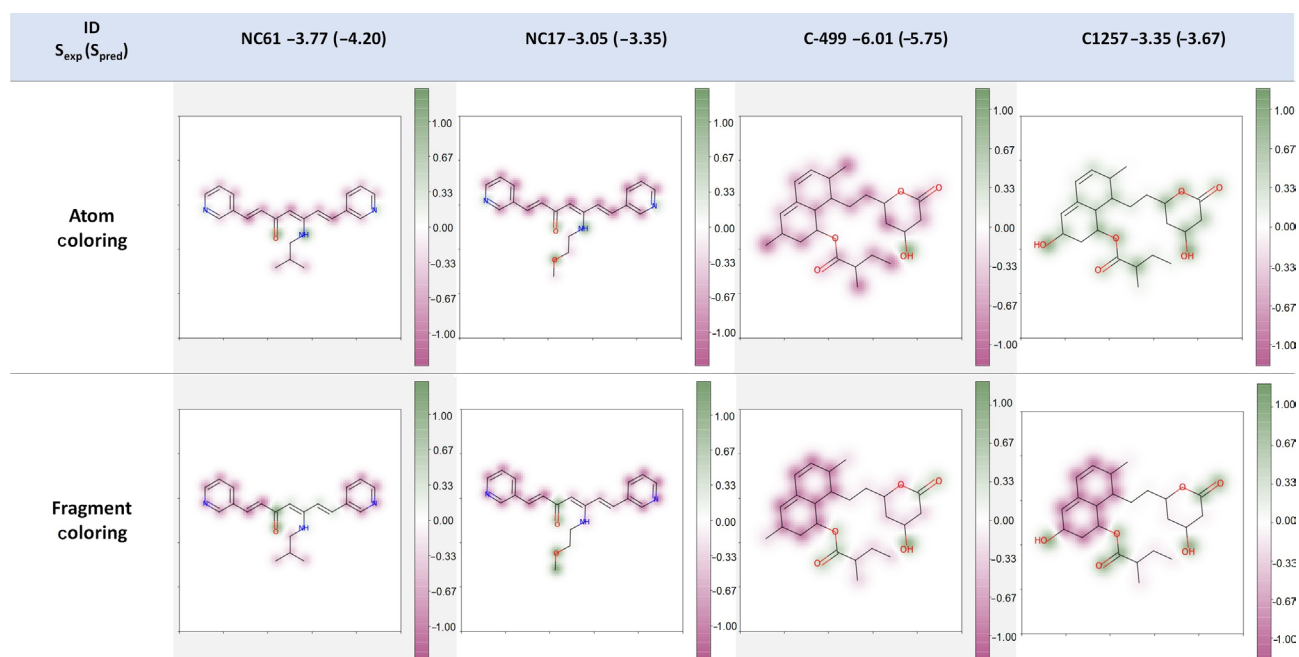 ID
Sexp (Spred)
NC61 −3.77 (−4.20)
NC17 −3.05 (−3.35)
C-499 −6.01 (−5.75)
C1257 −3.35 (−3.67)
Atom
coloring
N
O
NH
N
1.00
0.67
0.33
0.00
−0.33
−0.67
−1.00
N
O
NH
O
N
1.00
0.67
0.33
0.00
−0.33
−0.67
−1.00
O
O
O
O
OH
1.00
0.67
0.33
0.00
−0.33
−0.67
−1.00
HO
O
O
O
O
OH
1.00
0.67
0.33
0.00
−0.33
−0.67
−1.00
Fragment
coloring
N
O
NH
N
1.00
0.67
0.33
0.00
−0.33
−0.67
−1.00
N
O
NH
O
N
1.00
0.67
0.33
0.00
−0.33
−0.67
−1.00
O
O
O
O
OH
1.00
0.67
0.33
0.00
−0.33
−0.67
−1.00
HO
O
O
O
O
OH
1.00
0.67
0.33
0.00
−0.33
−0.67
−1.00